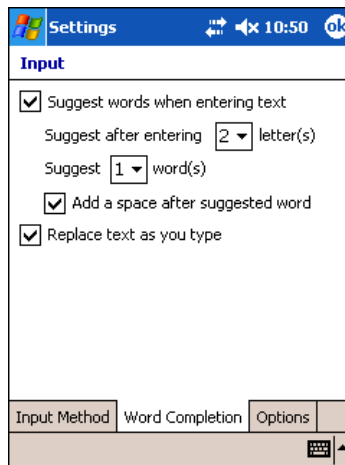 Settings 10:50 ok
Input
Suggest words when entering text
Suggest after entering 2 letter(s)
Suggest 1 word(s)
Add a space after suggested word
Replace text as you type
Input Method Word Completion Options